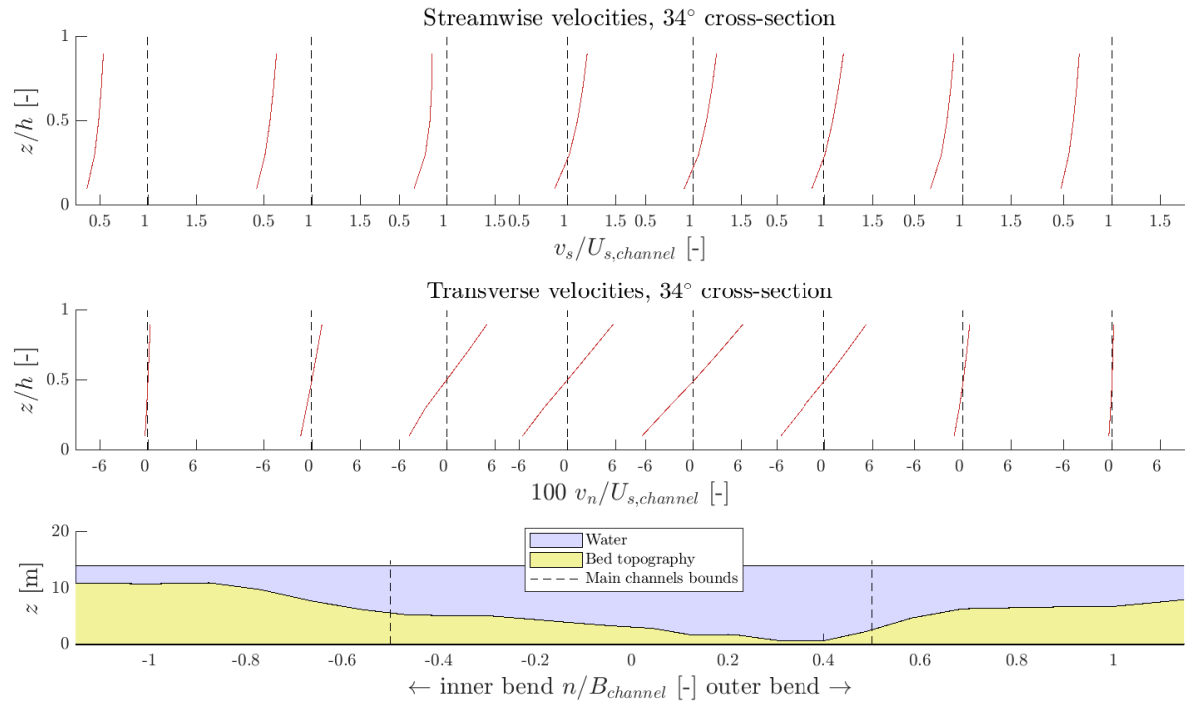 Streamwise velocities, 34° cross-section
1
0.5
0
z/h [-]
0.5 1 1.5 0.5 1 1.5 0.5 1 1.5 0.5 1 1.5 0.5 1 1.5 0.5 1 1.5 0.5 1 1.5 0.5 1 1.5
v_s/U_{s,channel} [-]
Transverse velocities, 34° cross-section
1
0.5
0
z/h [-]
-6 0 6 -6 0 6 -6 0 6 -6 0 6 -6 0 6 -6 0 6 -6 0 6 -6 0 6
100 v_n/U_{s,channel} [-]
20
10
0
z [m]
Water
Bed topography
Main channels bounds
-1 -0.8 -0.6 -0.4 -0.2 0 0.2 0.4 0.6 0.8 1
← inner bend n/B_{channel} [-] outer bend →